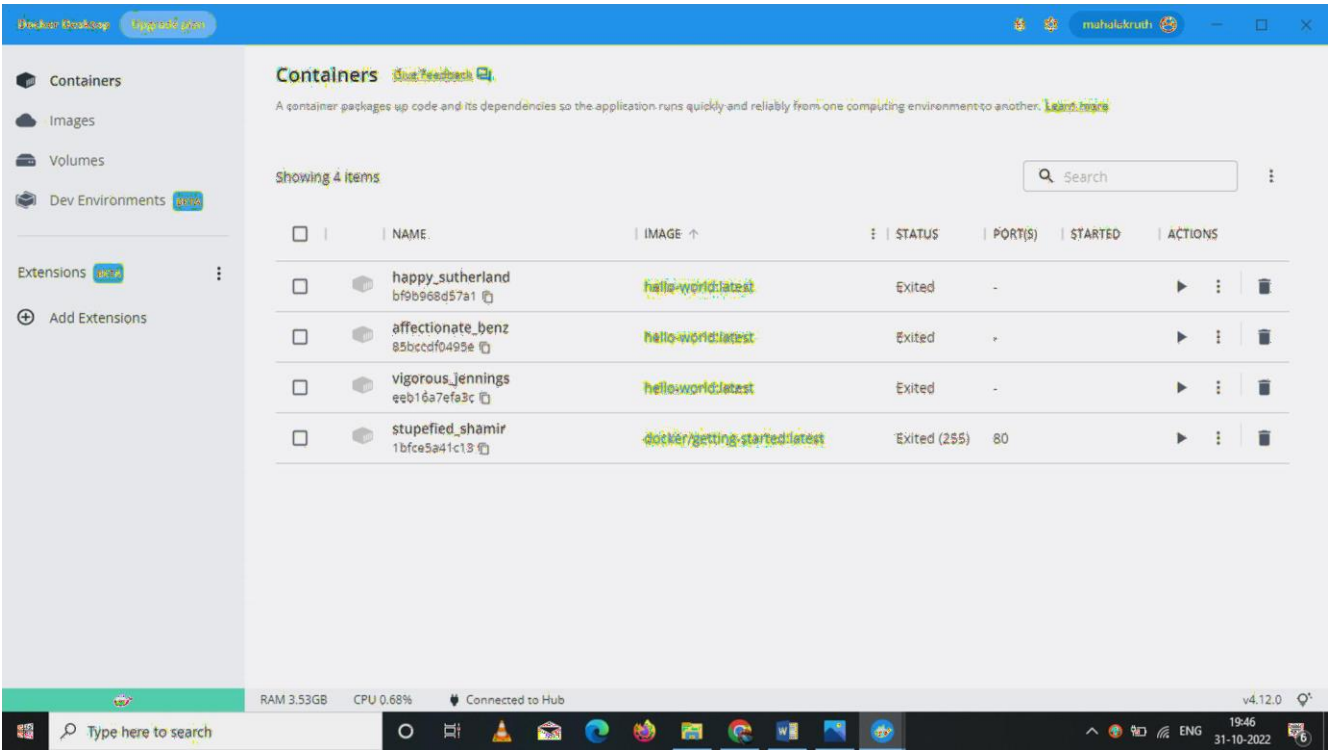 Docker Desktop Upgrade plan mahalakruth
Containers
Images
Volumes
Dev Environments BETA
Extensions BETA
Add Extensions
Containers Give Feedback
A container packages up code and its dependencies so the application runs quickly and reliably from one computing environment to another. Learn more
Showing 4 items
Search
NAME IMAGE ↑ STATUS PORT(S) STARTED ACTIONS
happy_sutherland hello-world:latest Exited -
bf9b968d57a1
affectionate_benz hello-world:latest Exited -
85bccdf0495e
vigorous_jennings hello-world:latest Exited -
eeb16a7efa3c
stupefied_shamir docker/getting-started:latest Exited (255) 80
1bfce5a41c13
RAM 3.53GB CPU 0.68% Connected to Hub v4.12.0
Type here to search
ENG
19:46
31-10-2022
6